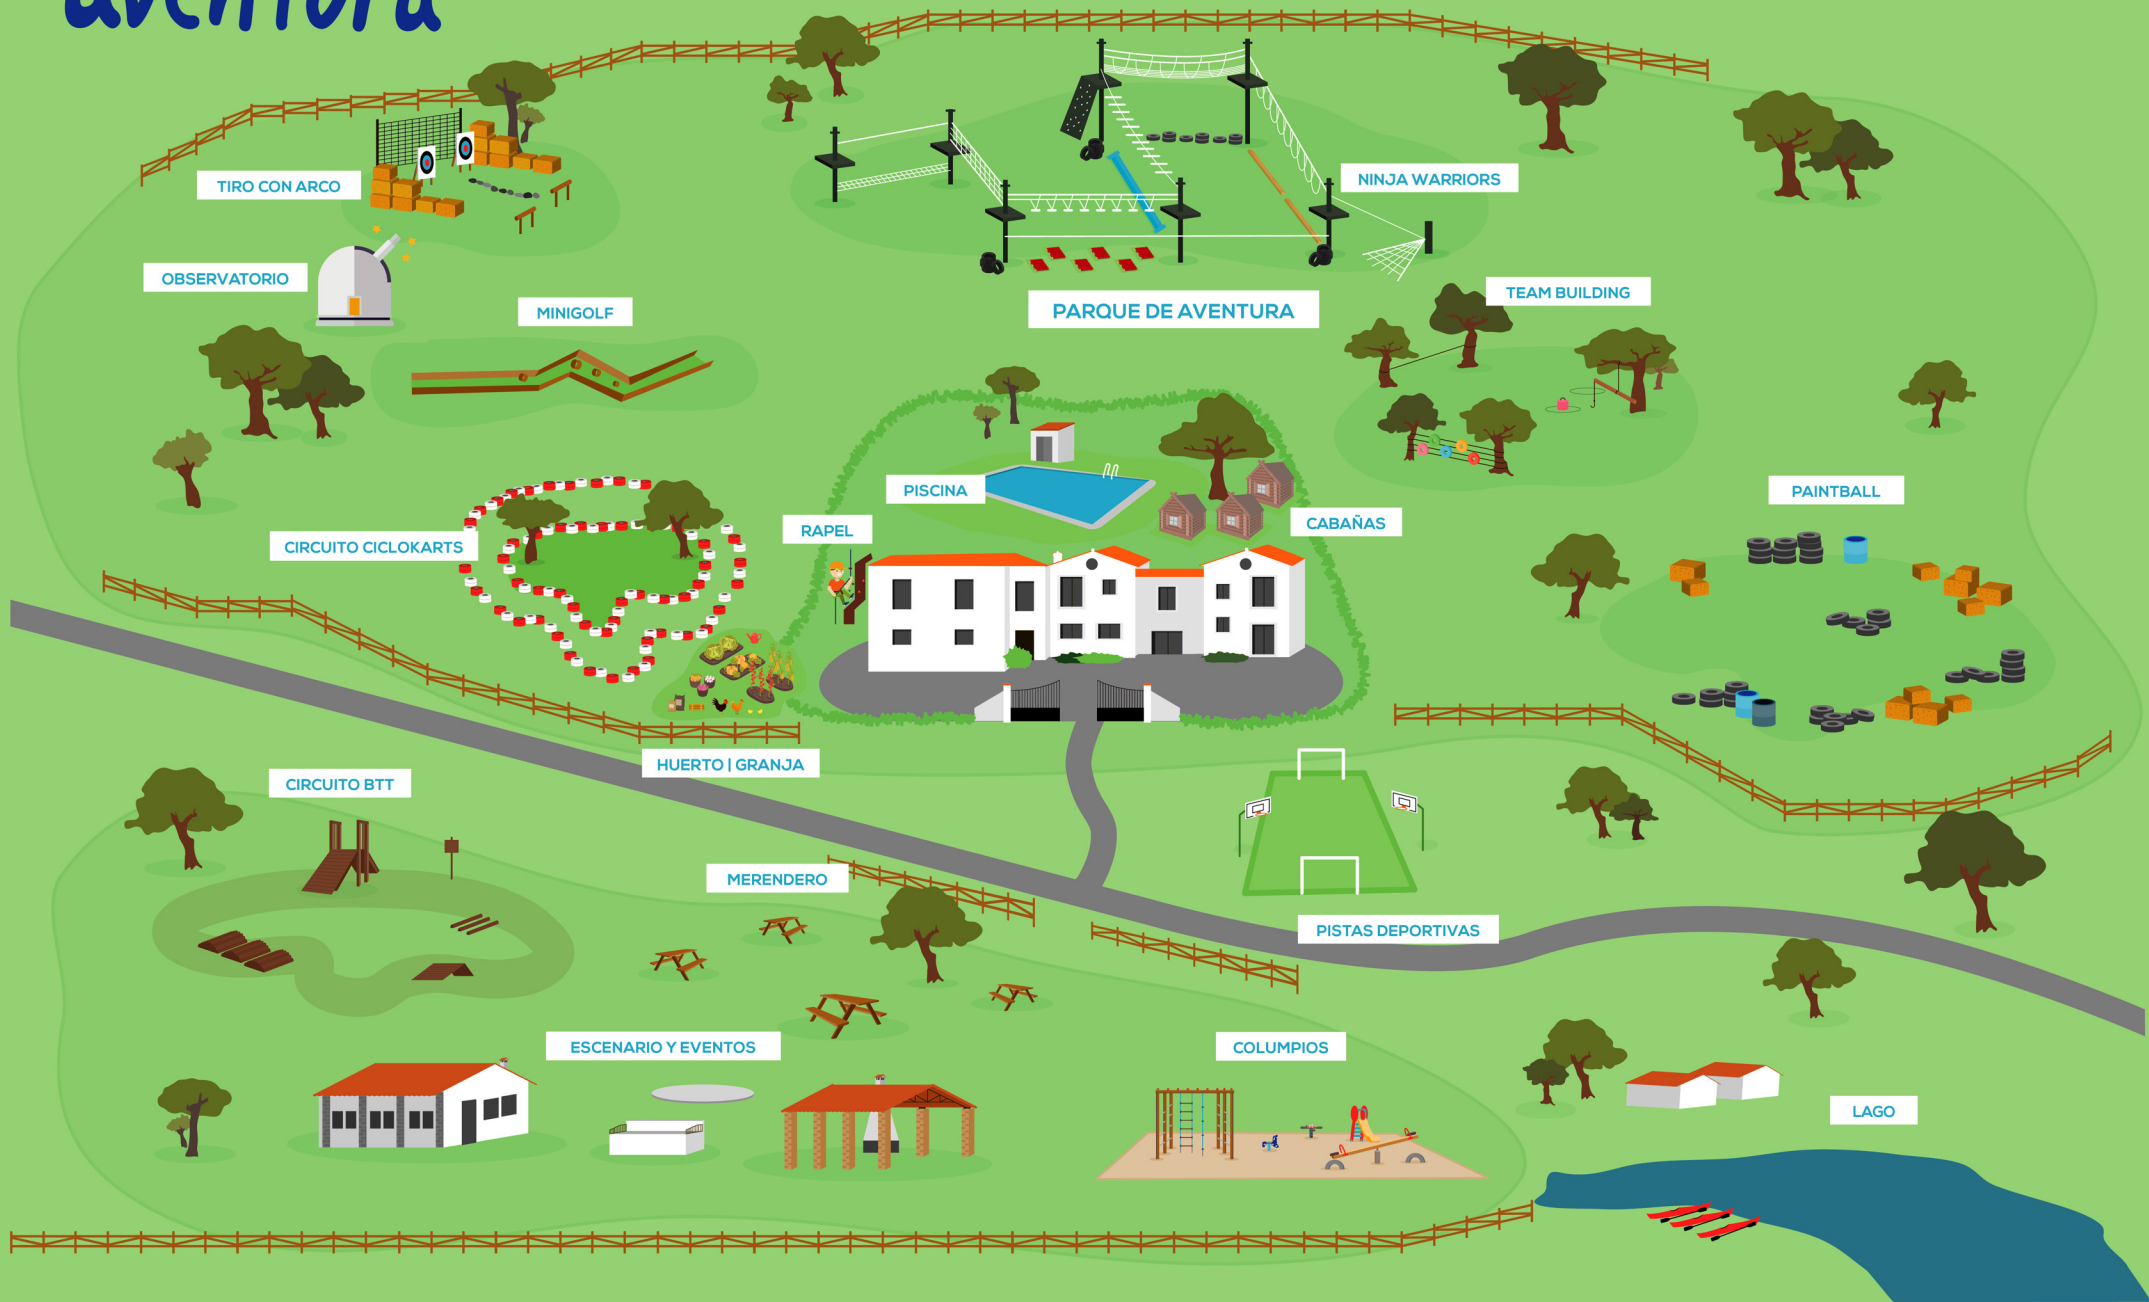 aventura
TIRO CON ARCO
NINJA WARRIORS
OBSERVATORIO
TEAM BUILDING
MINIGOLF
PARQUE DE AVENTURA
PISCINA
PAINTBALL
CABAÑAS
RAPEL
CIRCUITO CICLOKARTS
HUERTO | GRANJA
CIRCUITO BTT
MERENDERO
PISTAS DEPORTIVAS
ESCENARIO Y EVENTOS
COLUMPIOS
LAGO